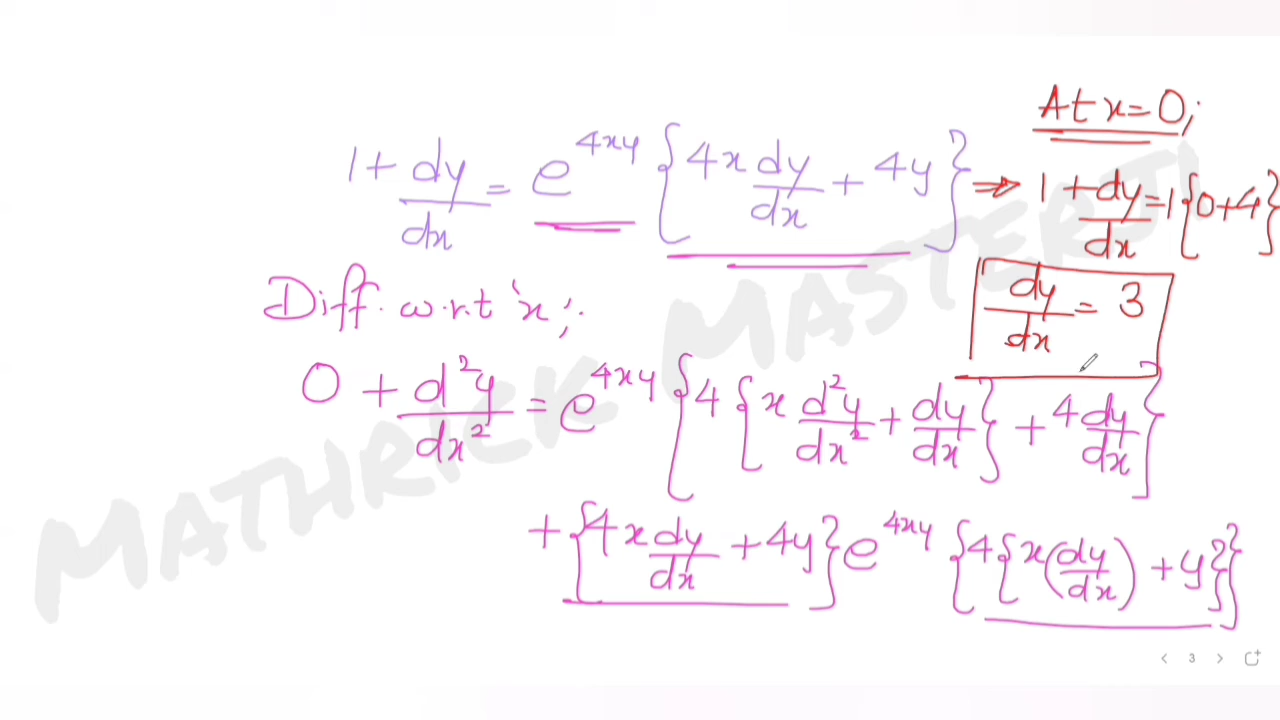 At x=0;
1 + dy/dx = e^{4xy} {4x dy/dx + 4y} ⇒ 1 + dy/dx = 1{0+4}
dy/dx = 3
Diff. w.r.t 'x';
0 + d²y/dx² = e^{4xy} {4 {x d²y/dx² + dy/dx} + 4 dy/dx}
+ {4x dy/dx + 4y} e^{4xy} {4{x(dy/dx) + y}}
MATHRICK MASTERJI
< 3 >